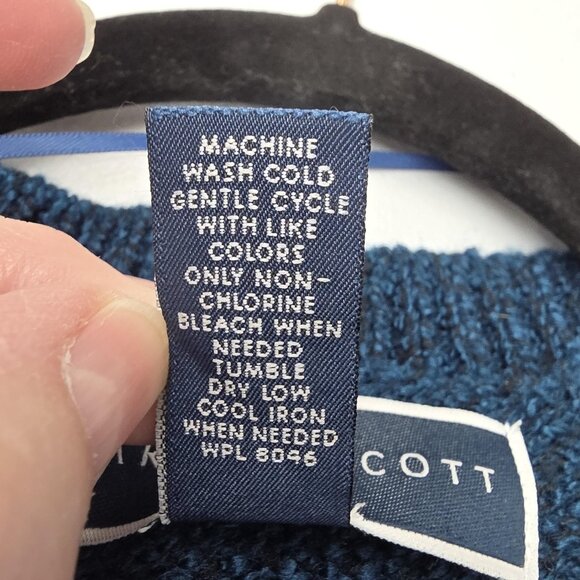 MACHINE
WASH COLD
GENTLE CYCLE
WITH LIKE
COLORS
ONLY NON-
CHLORINE
BLEACH WHEN
NEEDED
TUMBLE
DRY LOW
COOL IRON
WHEN NEEDED
WPL 8046
COTT